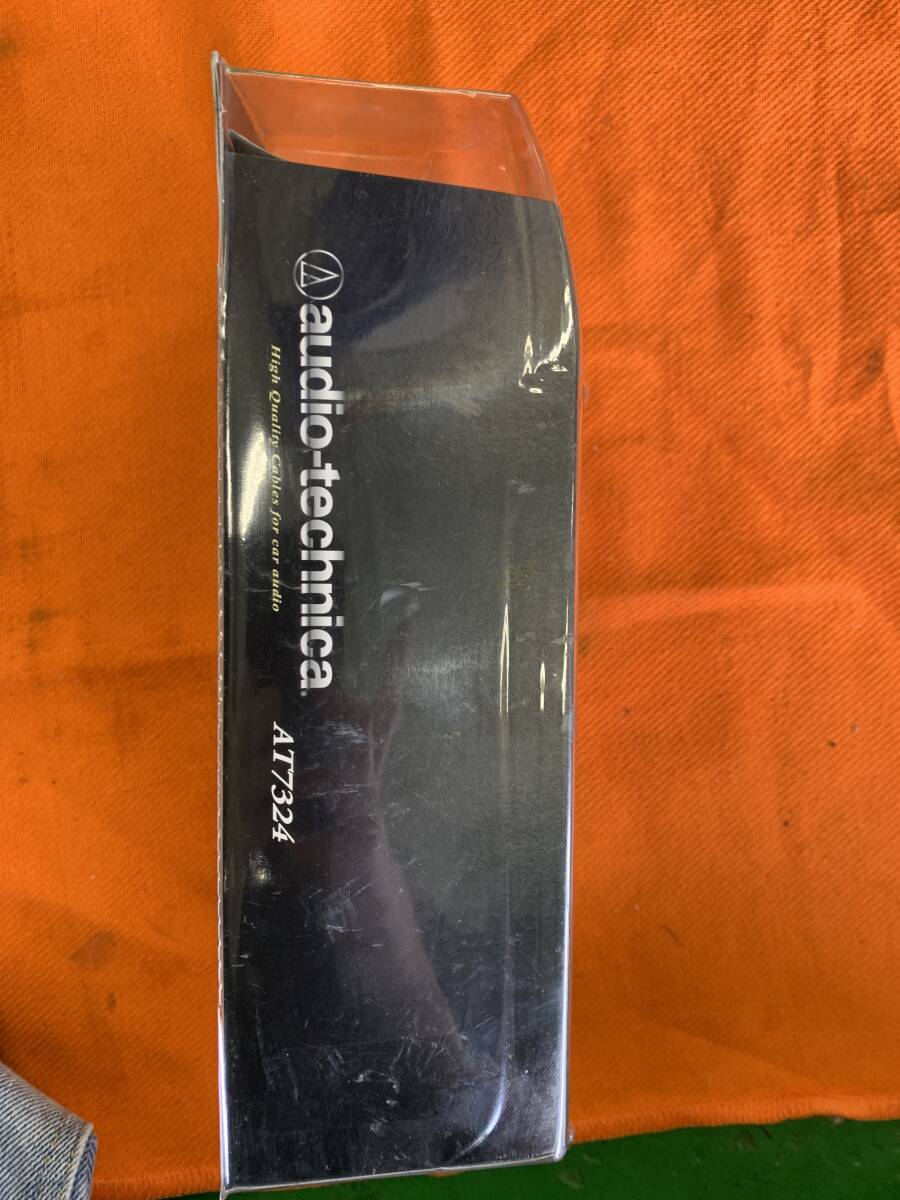 audio-technica
High Quality Cables for car audio
AT7324